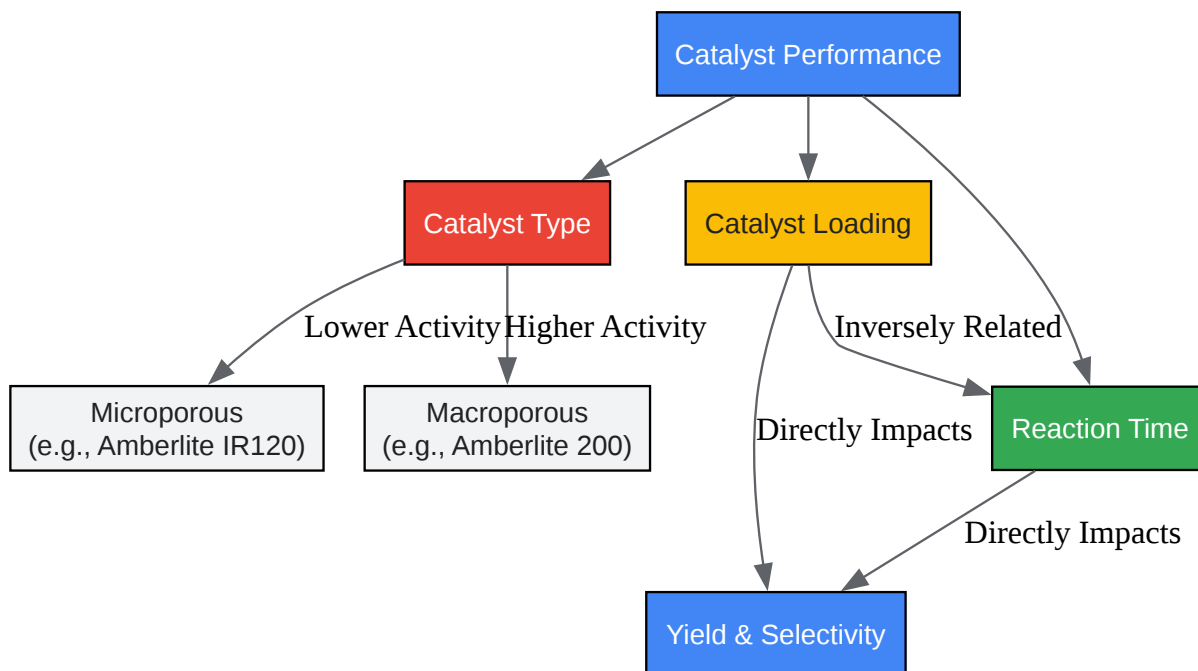 Catalyst Performance
Catalyst Type
Catalyst Loading
Lower Activity
Higher Activity
Inversely Related
Microporous
(e.g., Amberlite IR120)
Macroporous
(e.g., Amberlite 200)
Directly Impacts
Reaction Time
Directly Impacts
Yield & Selectivity